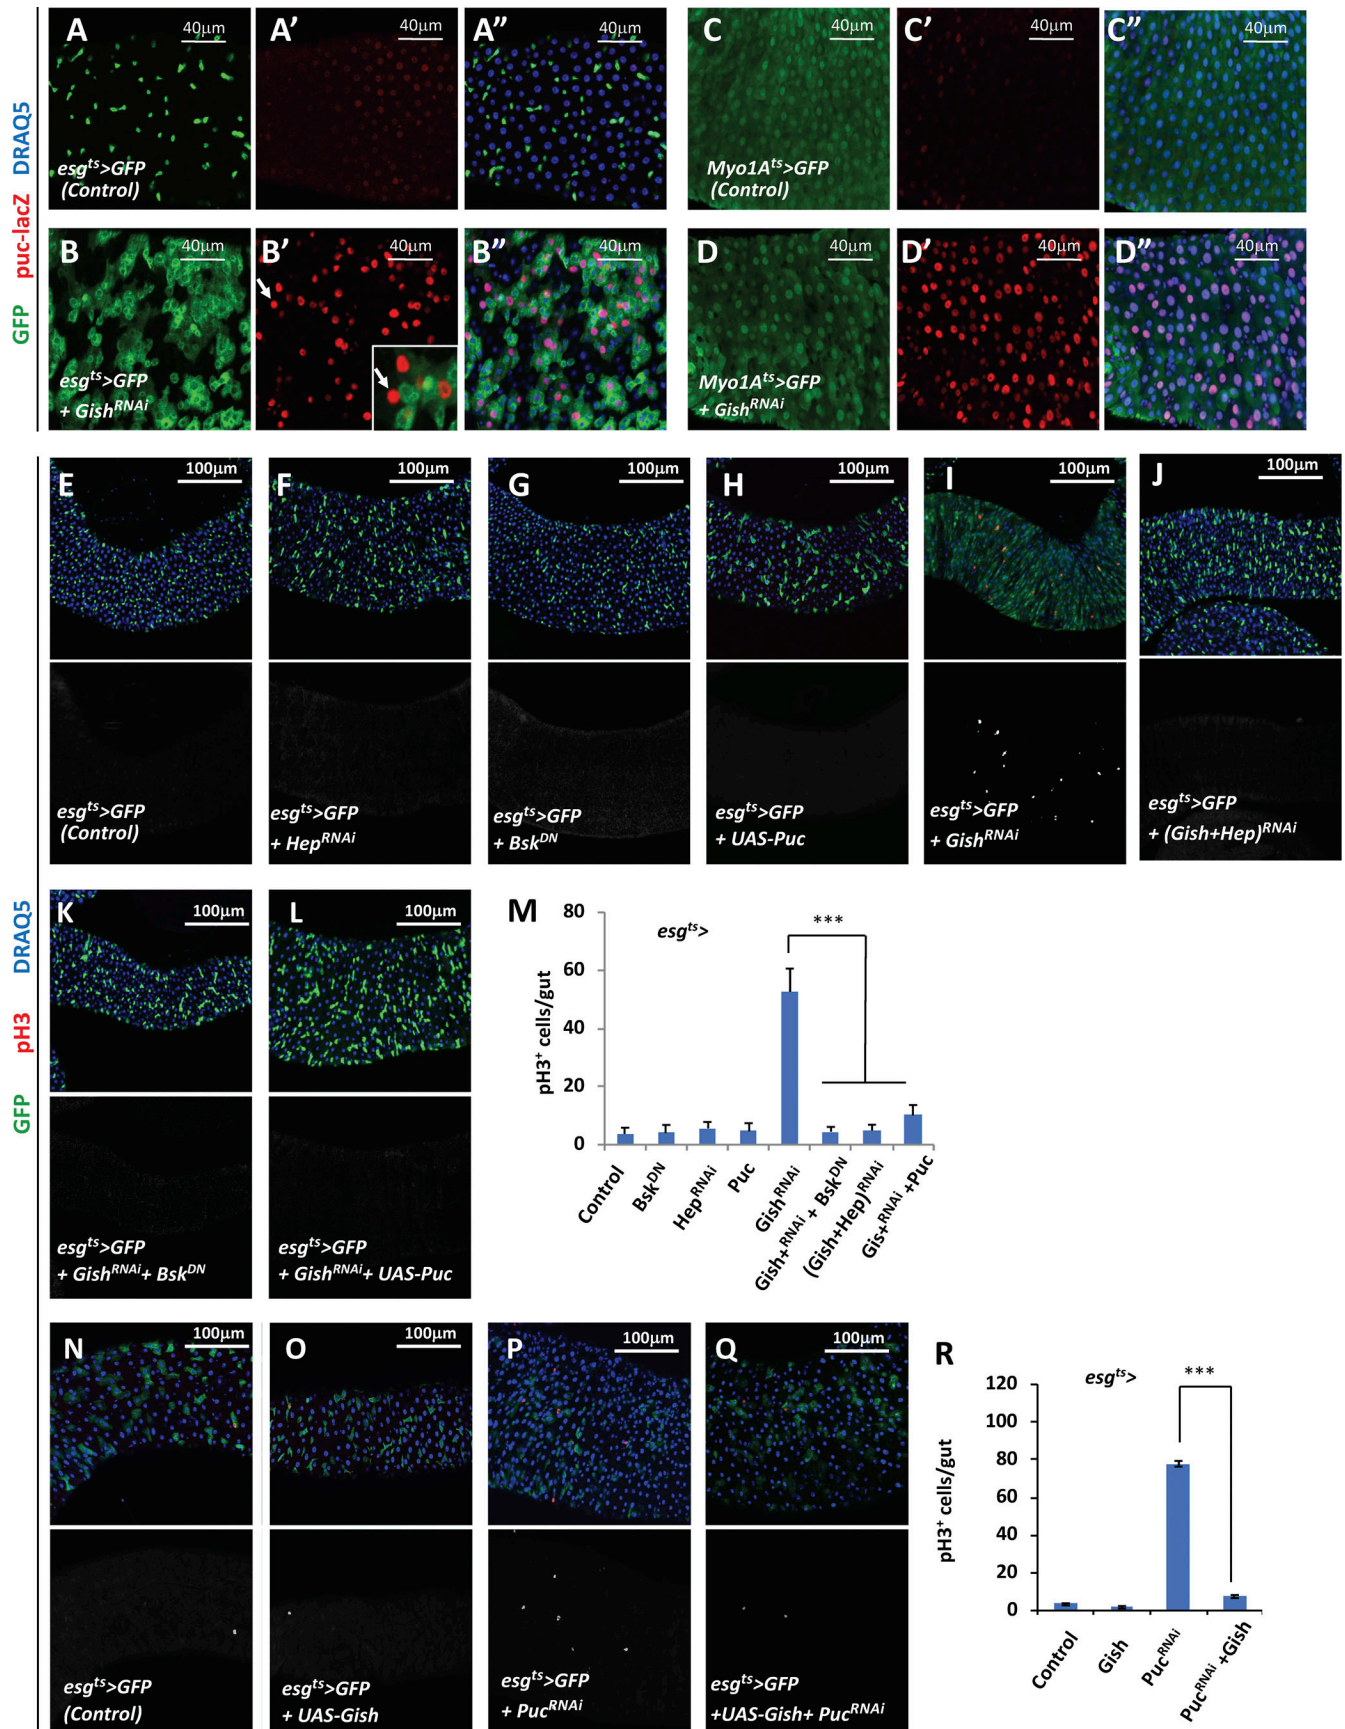 GFP puc-lacZ DRAQ5
A 40μm
esgts>GFP
(Control)
A' 40μm
A" 40μm
C 40μm
Myo1Ats>GFP
(Control)
C' 40μm
C" 40μm
B 40μm
esgts>GFP
+ GishRNAi
B' 40μm
B" 40μm
D 40μm
Myo1Ats>GFP
+ GishRNAi
D' 40μm
D" 40μm
GFP pH3 DRAQ5
E 100μm
esgts>GFP
(Control)
F 100μm
esgts>GFP
+ HepRNAi
G 100μm
esgts>GFP
+ BskDN
H 100μm
esgts>GFP
+ UAS-Puc
I 100μm
esgts>GFP
+ GishRNAi
J 100μm
esgts>GFP
+ (Gish+Hep)RNAi
K 100μm
esgts>GFP
+ GishRNAi+ BskDN
L 100μm
esgts>GFP
+ GishRNAi+ UAS-Puc
M
esgts>
***
pH3+ cells/gut
80
60
40
20
0
Control
BskDN
HepRNAi
Puc
GishRNAi
Gish+RNAi + BskDN
(Gish+Hep)RNAi
Gis+RNAi +Puc
N 100μm
esgts>GFP
(Control)
O 100μm
esgts>GFP
+ UAS-Gish
P 100μm
esgts>GFP
+ PucRNAi
Q 100μm
esgts>GFP
+UAS-Gish+ PucRNAi
R
esgts>
***
pH3+ cells/gut
120
100
80
60
40
20
0
Control
Gish
PucRNAi
PucRNAi +Gish